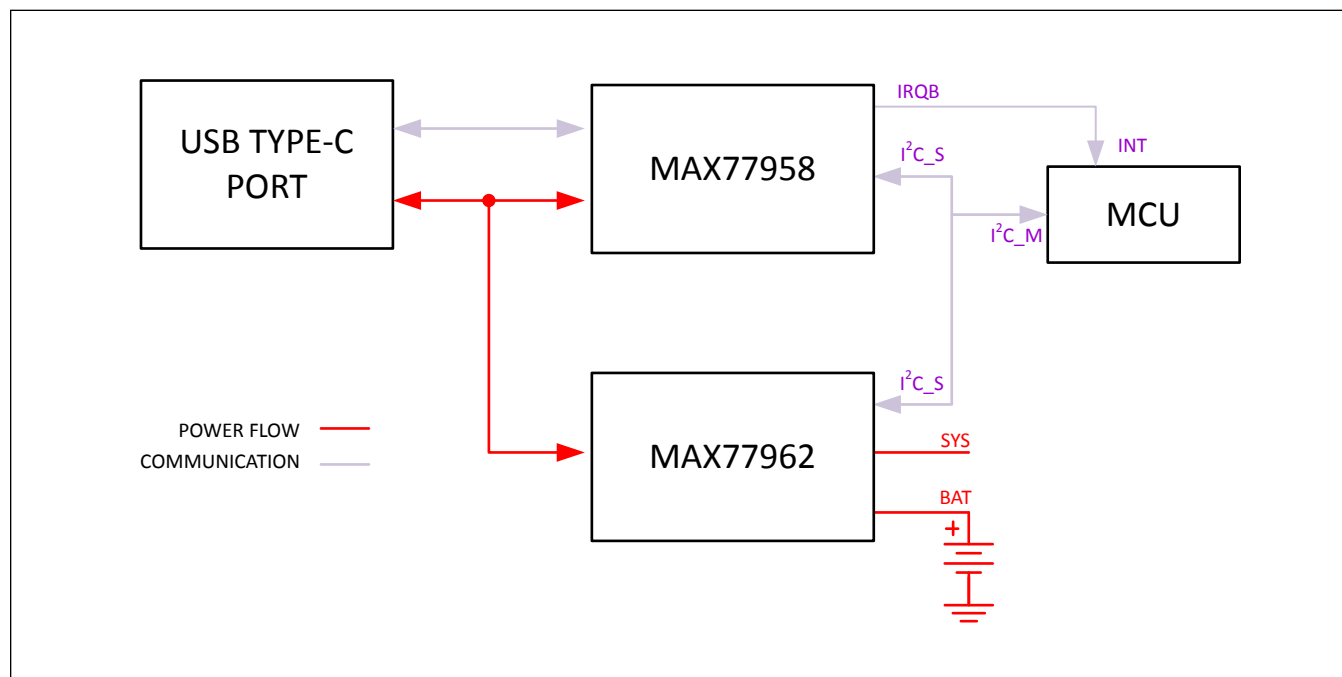 USB TYPE-C
PORT
MAX77958
IRQB
INT
I²C_S
MCU
I²C_M
I²C_S
MAX77962
POWER FLOW
COMMUNICATION
SYS
BAT
+